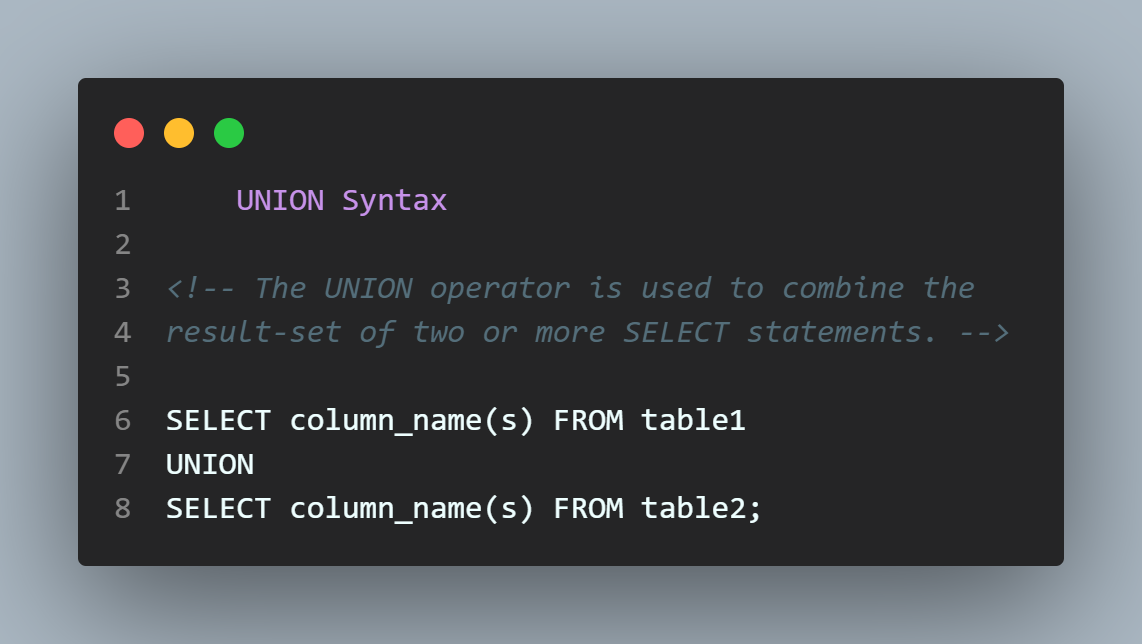 1 UNION Syntax
2
3 <!-- The UNION operator is used to combine the
4 result-set of two or more SELECT statements. -->
5
6 SELECT column_name(s) FROM table1
7 UNION
8 SELECT column_name(s) FROM table2;